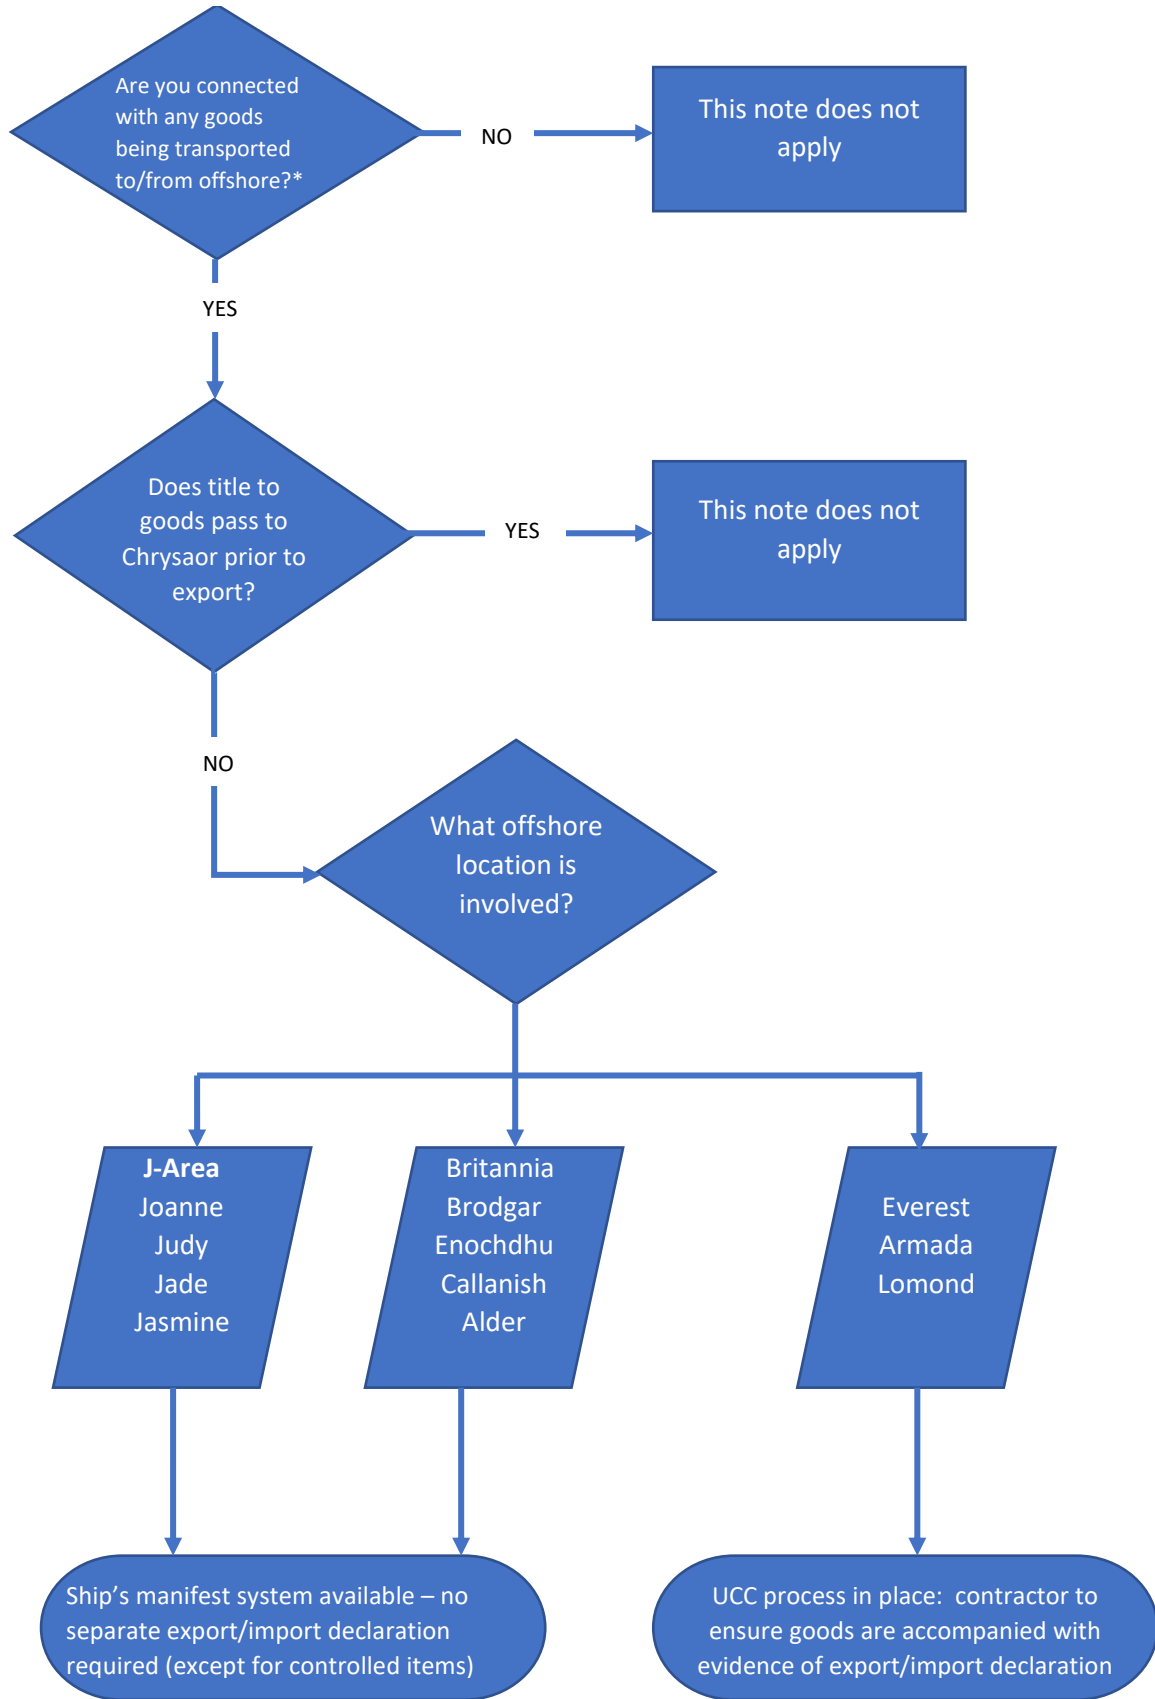 Are you connected
with any goods
being transported
to/from offshore?*
NO
This note does not
apply
YES
Does title to
goods pass to
Chrysaor prior to
export?
YES
This note does not
apply
NO
What offshore
location is
involved?
J-Area
Joanne
Judy
Jade
Jasmine
Britannia
Brodgar
Enochdhu
Callanish
Alder
Everest
Armada
Lomond
Ship’s manifest system available – no
separate export/import declaration
required (except for controlled items)
UCC process in place:  contractor to
ensure goods are accompanied with
evidence of export/import declaration